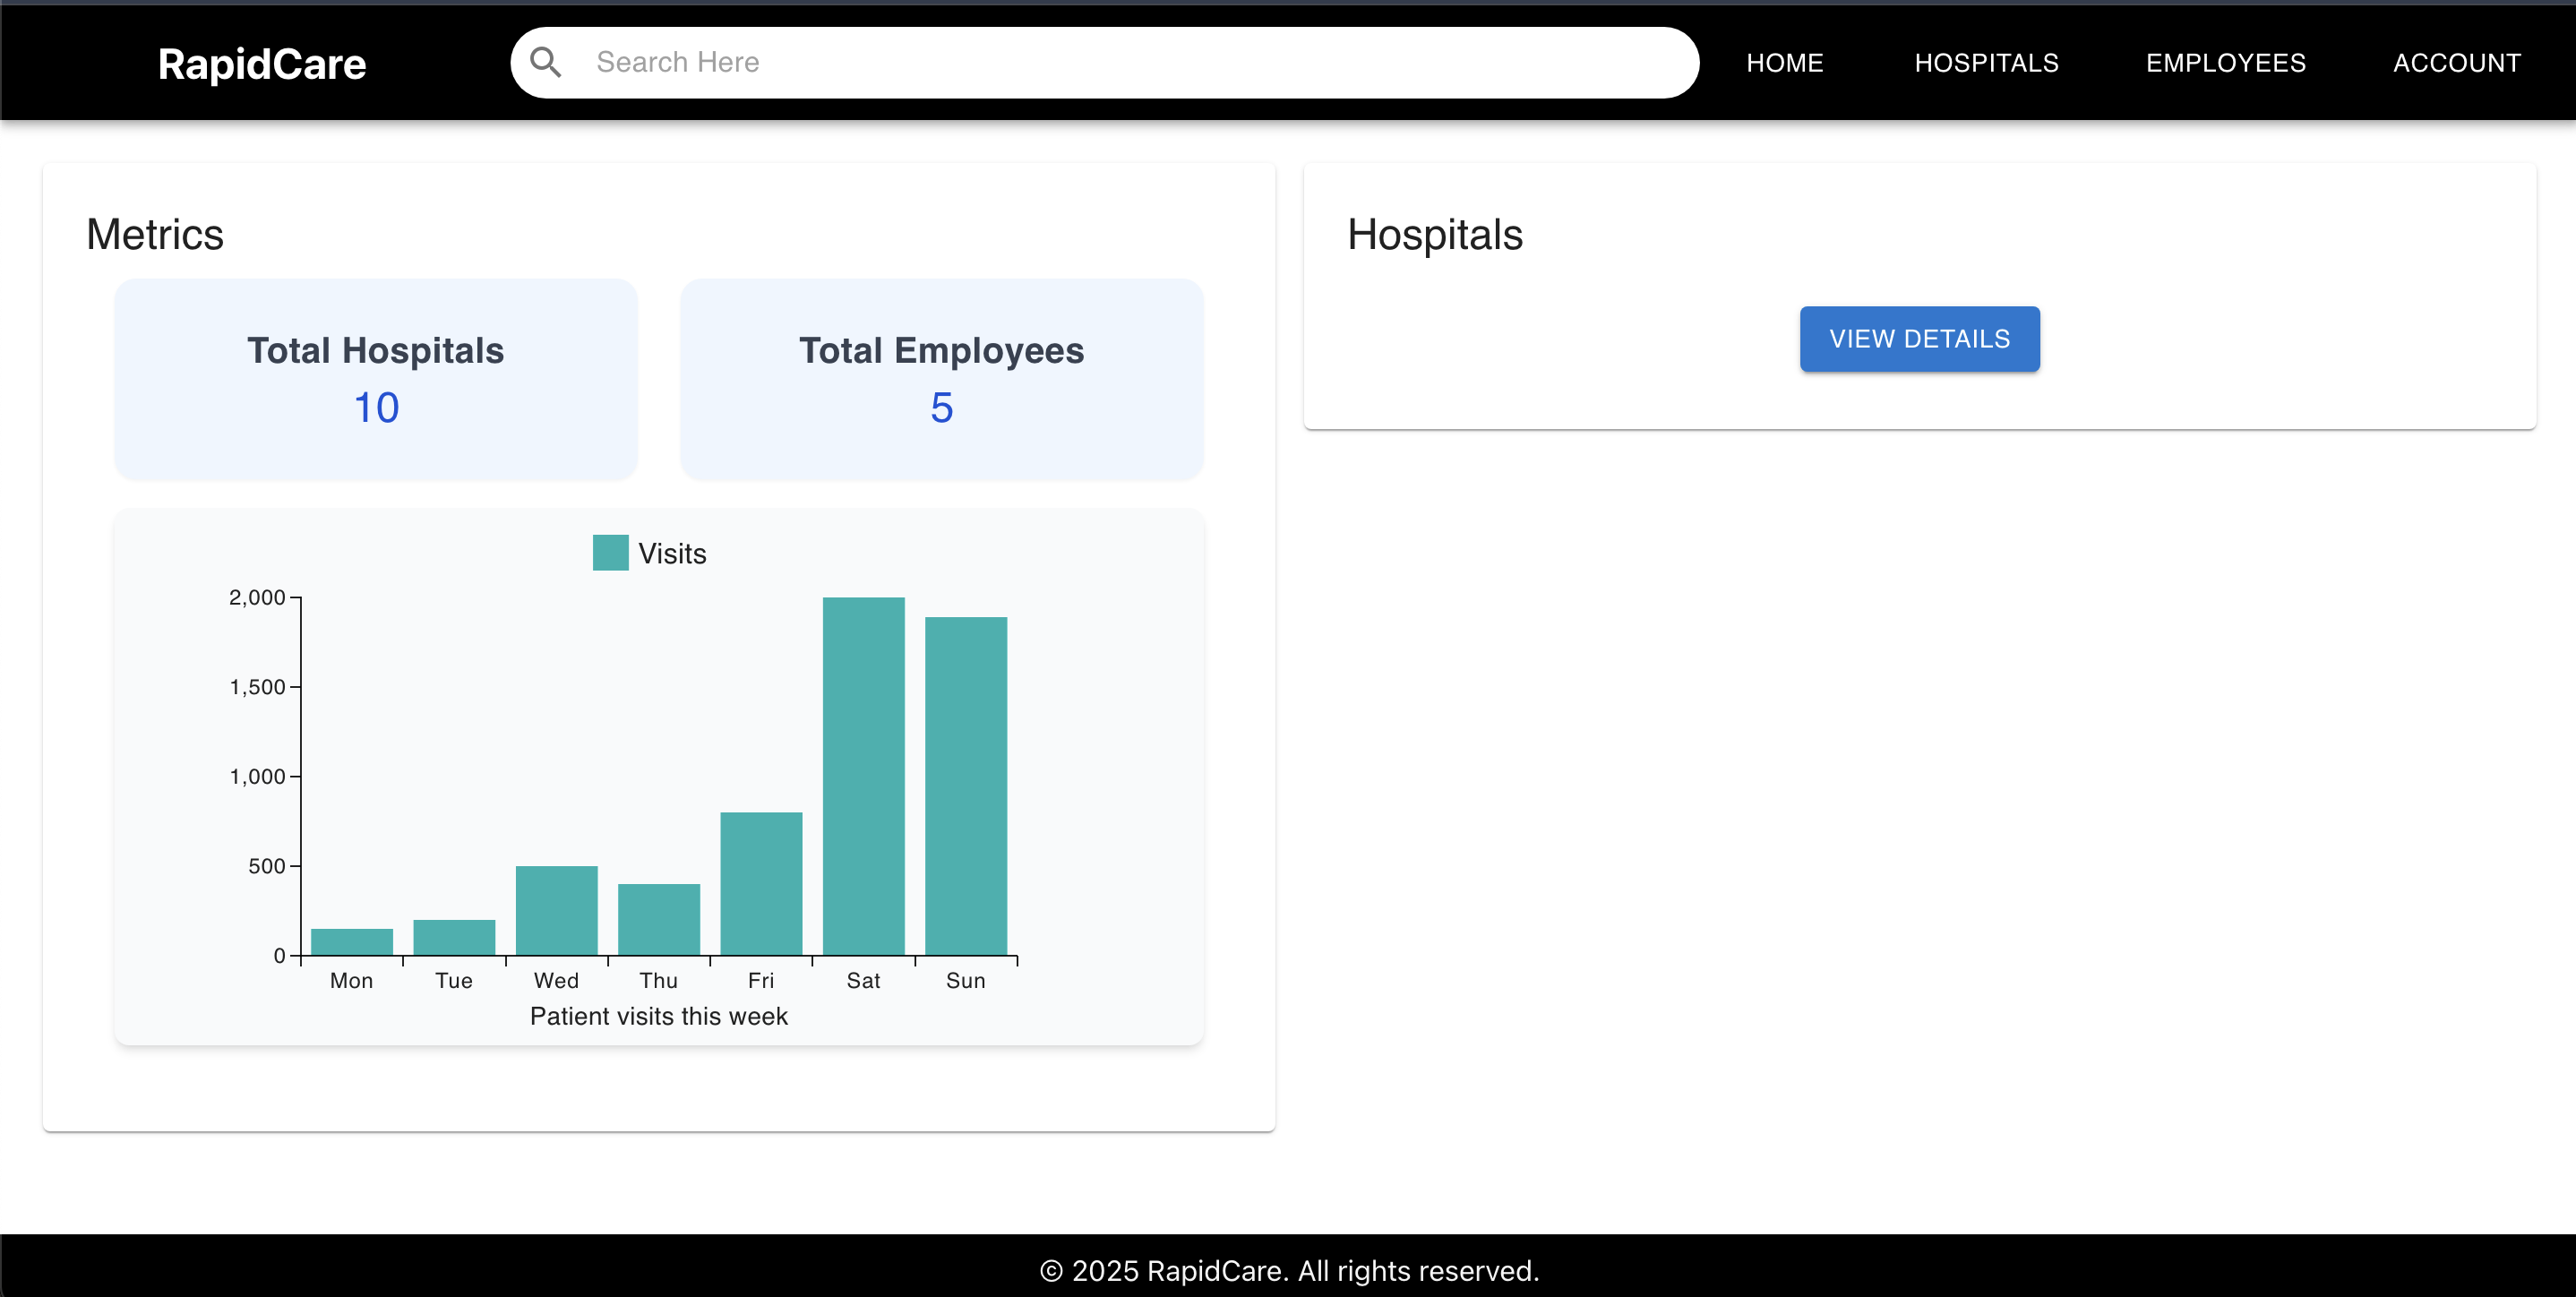 RapidCare
Search Here
HOME
HOSPITALS
EMPLOYEES
ACCOUNT
Metrics
Total Hospitals
10
Total Employees
5
Visits
2,000
1,500
1,000
500
0
Mon Tue Wed Thu Fri Sat Sun
Patient visits this week
Hospitals
VIEW DETAILS
© 2025 RapidCare. All rights reserved.